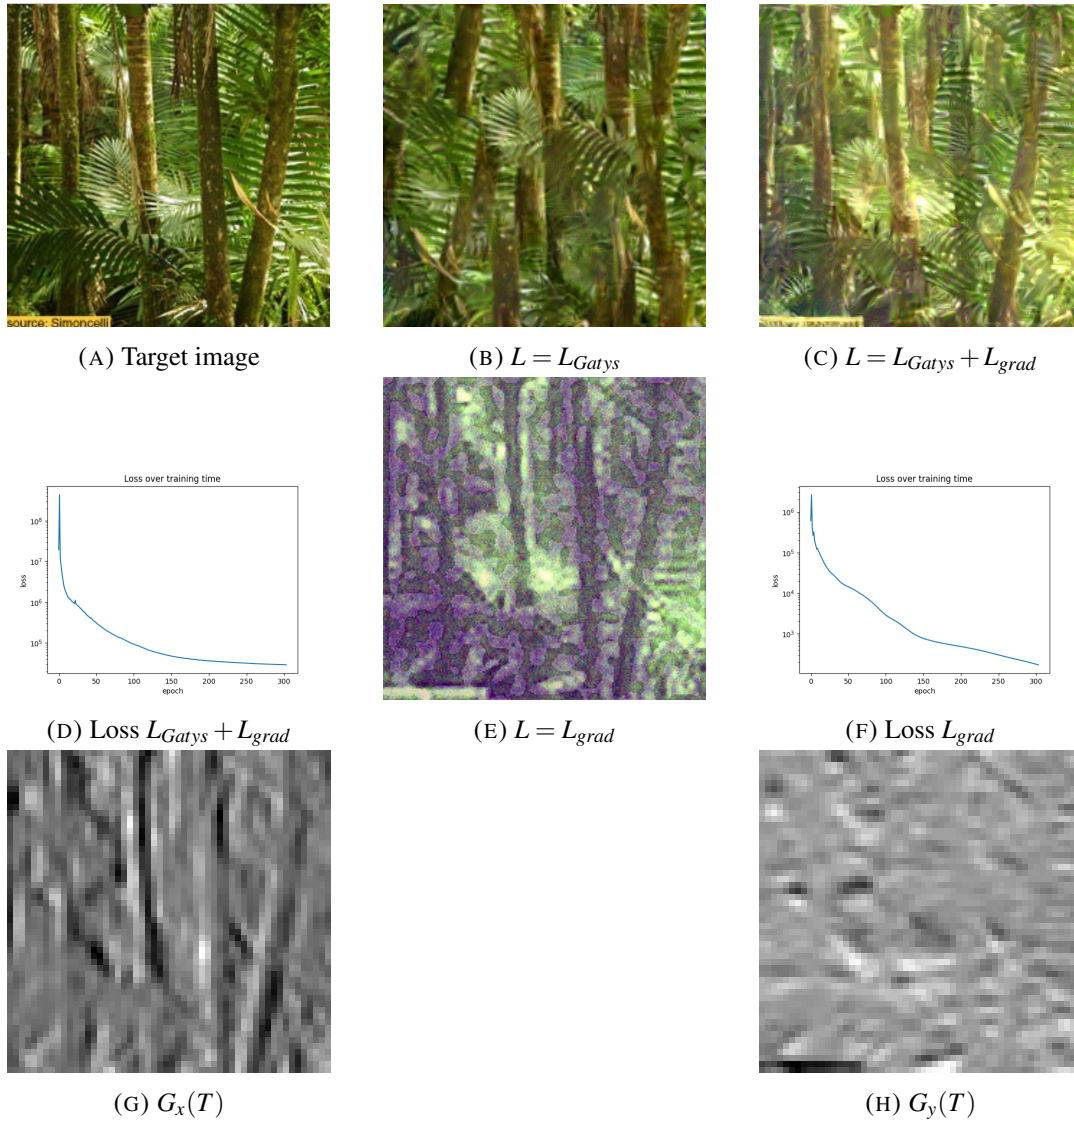 source: Simoncelli
(A) Target image
(B) L = L_Gatys
(C) L = L_Gatys + L_grad
Loss over training time
loss
10^8
10^7
10^6
10^5
0 50 100 150 200 250 300
epoch
(D) Loss L_Gatys + L_grad
(E) L = L_grad
Loss over training time
loss
10^6
10^5
10^4
10^3
0 50 100 150 200 250 300
epoch
(F) Loss L_grad
(G) G_x(T)
(H) G_y(T)